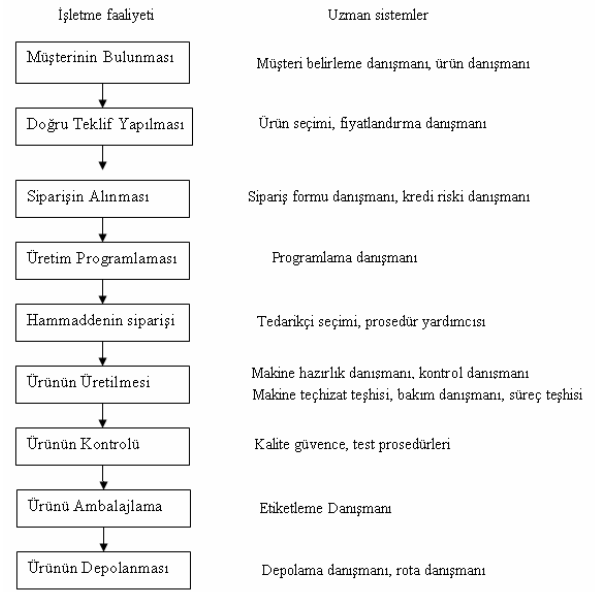 İşletme faaliyeti
Uzman sistemler
Müşterinin Bulunması
Müşteri belirleme danışmanı, ürün danışmanı
Doğru Teklif Yapılması
Ürün seçimi, fiyatlandırma danışmanı
Siparişin Alınması
Sipariş formu danışmanı, kredi riski danışmanı
Üretim Programlaması
Programlama danışmanı
Hammaddenin siparişi
Tedarikçi seçimi, prosedür yardımcısı
Ürünün Üretilmesi
Makine hazırlık danışmanı, kontrol danışmanı
Makine teçhizat teşhisi, bakım danışmanı, süreç teşhisi
Ürünün Kontrolü
Kalite güvence, test prosedürleri
Ürünü Ambalajlama
Etiketleme Danışmanı
Ürünün Depolanması
Depolama danışmanı, rota danışmanı